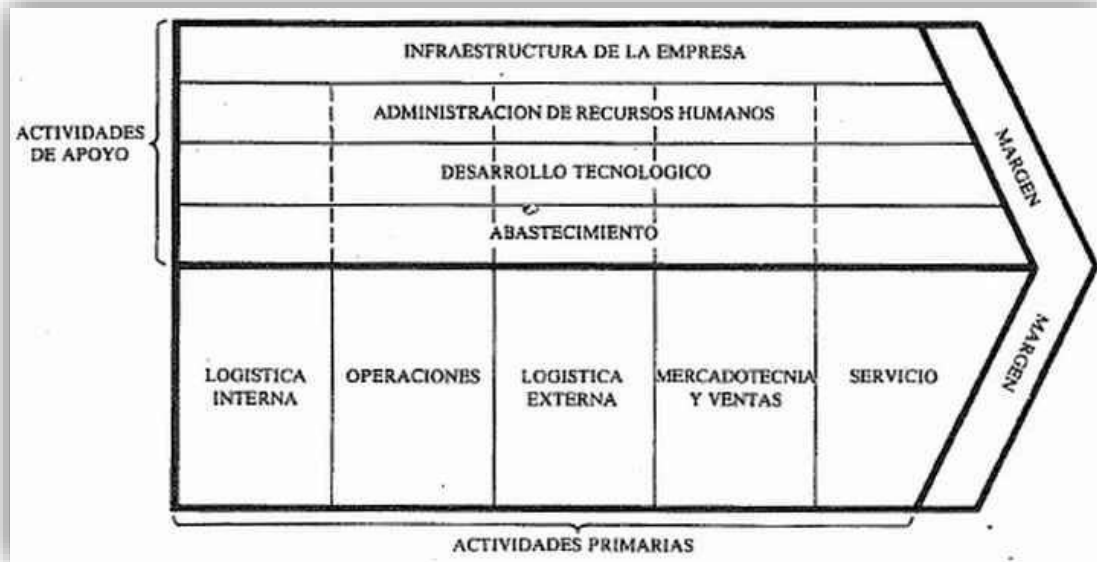 INFRAESTRUCTURA DE LA EMPRESA
ADMINISTRACION DE RECURSOS HUMANOS
ACTIVIDADES
DE APOYO
DESARROLLO TECNOLOGICO
ABASTECIMIENTO
MARGEN
LOGISTICA
INTERNA
OPERACIONES
LOGISTICA
EXTERNA
MERCADOTECNIA
Y VENTAS
SERVICIO
MARGEN
ACTIVIDADES PRIMARIAS